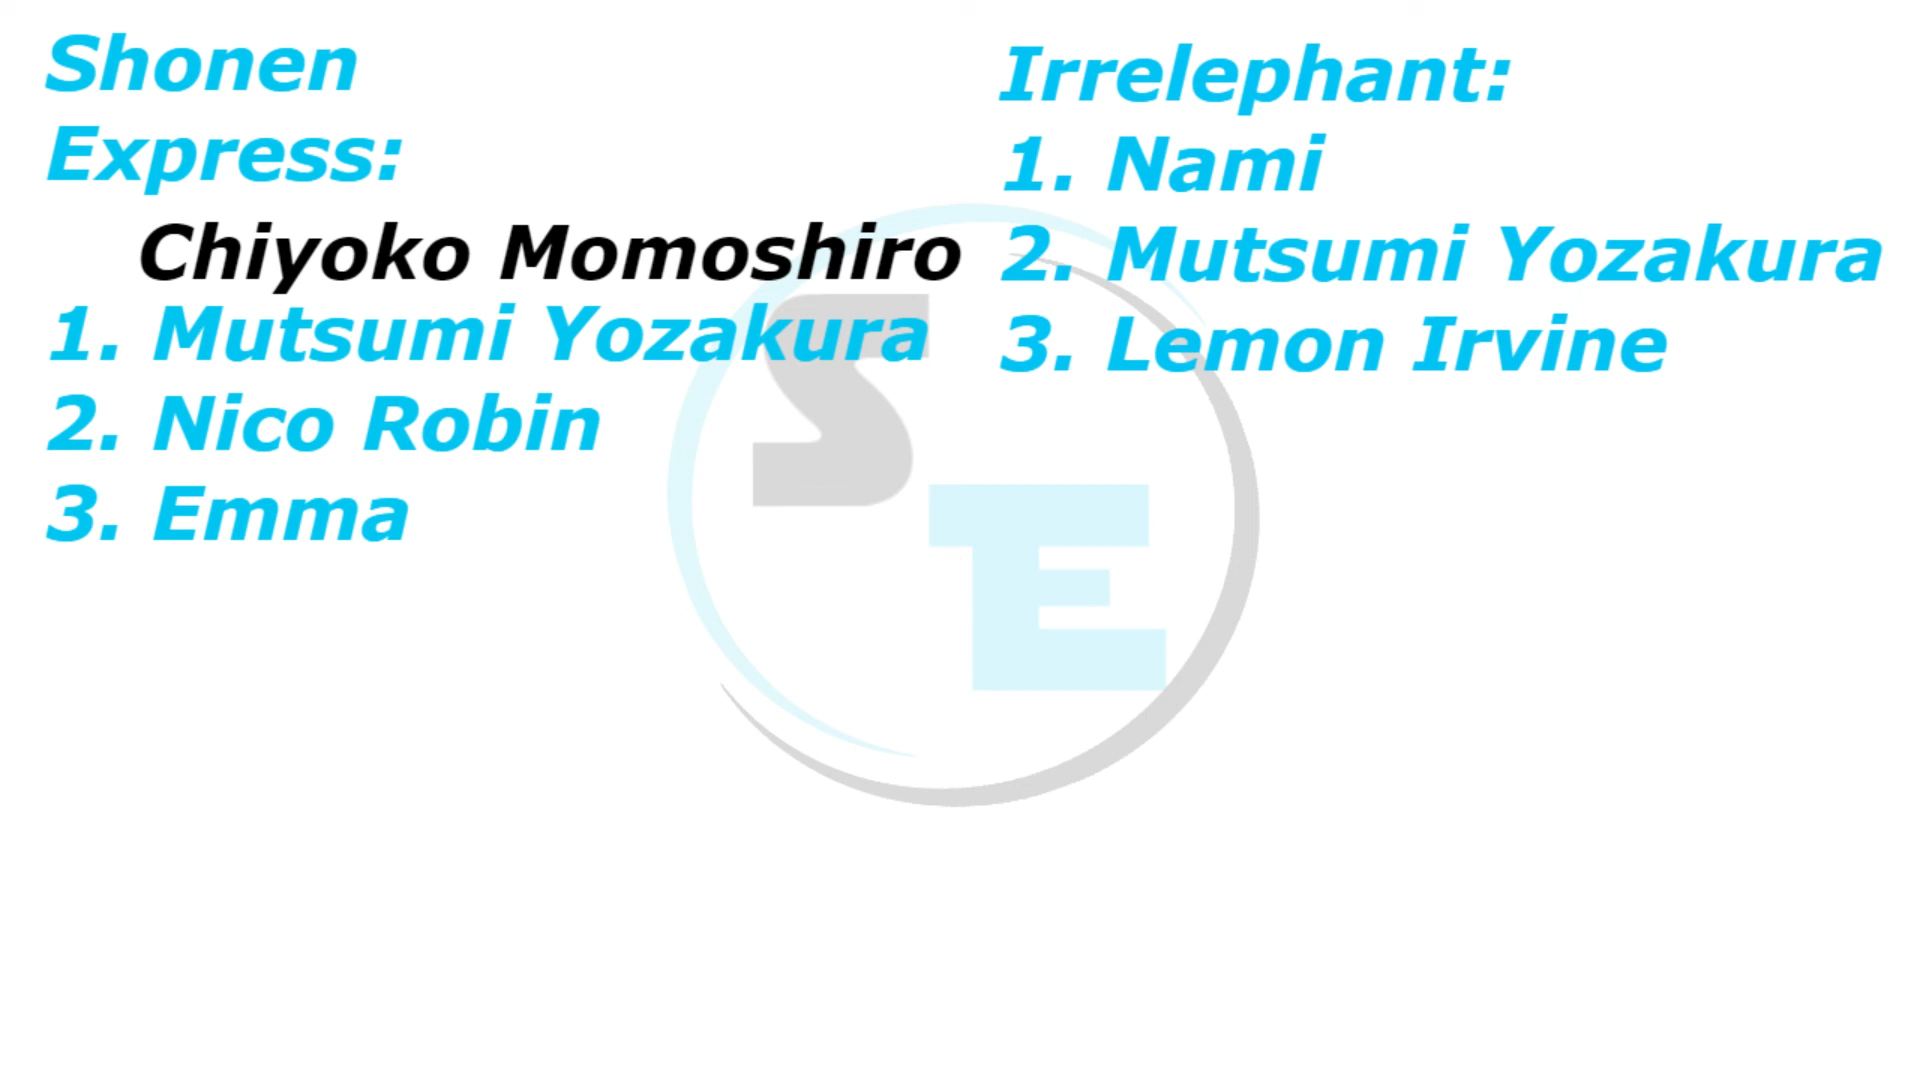 Shonen
Express:
Chiyoko Momoshiro
1. Mutsumi Yozakura
2. Nico Robin
3. Emma
Irrelephant:
1. Nami
2. Mutsumi Yozakura
3. Lemon Irvine
S
E